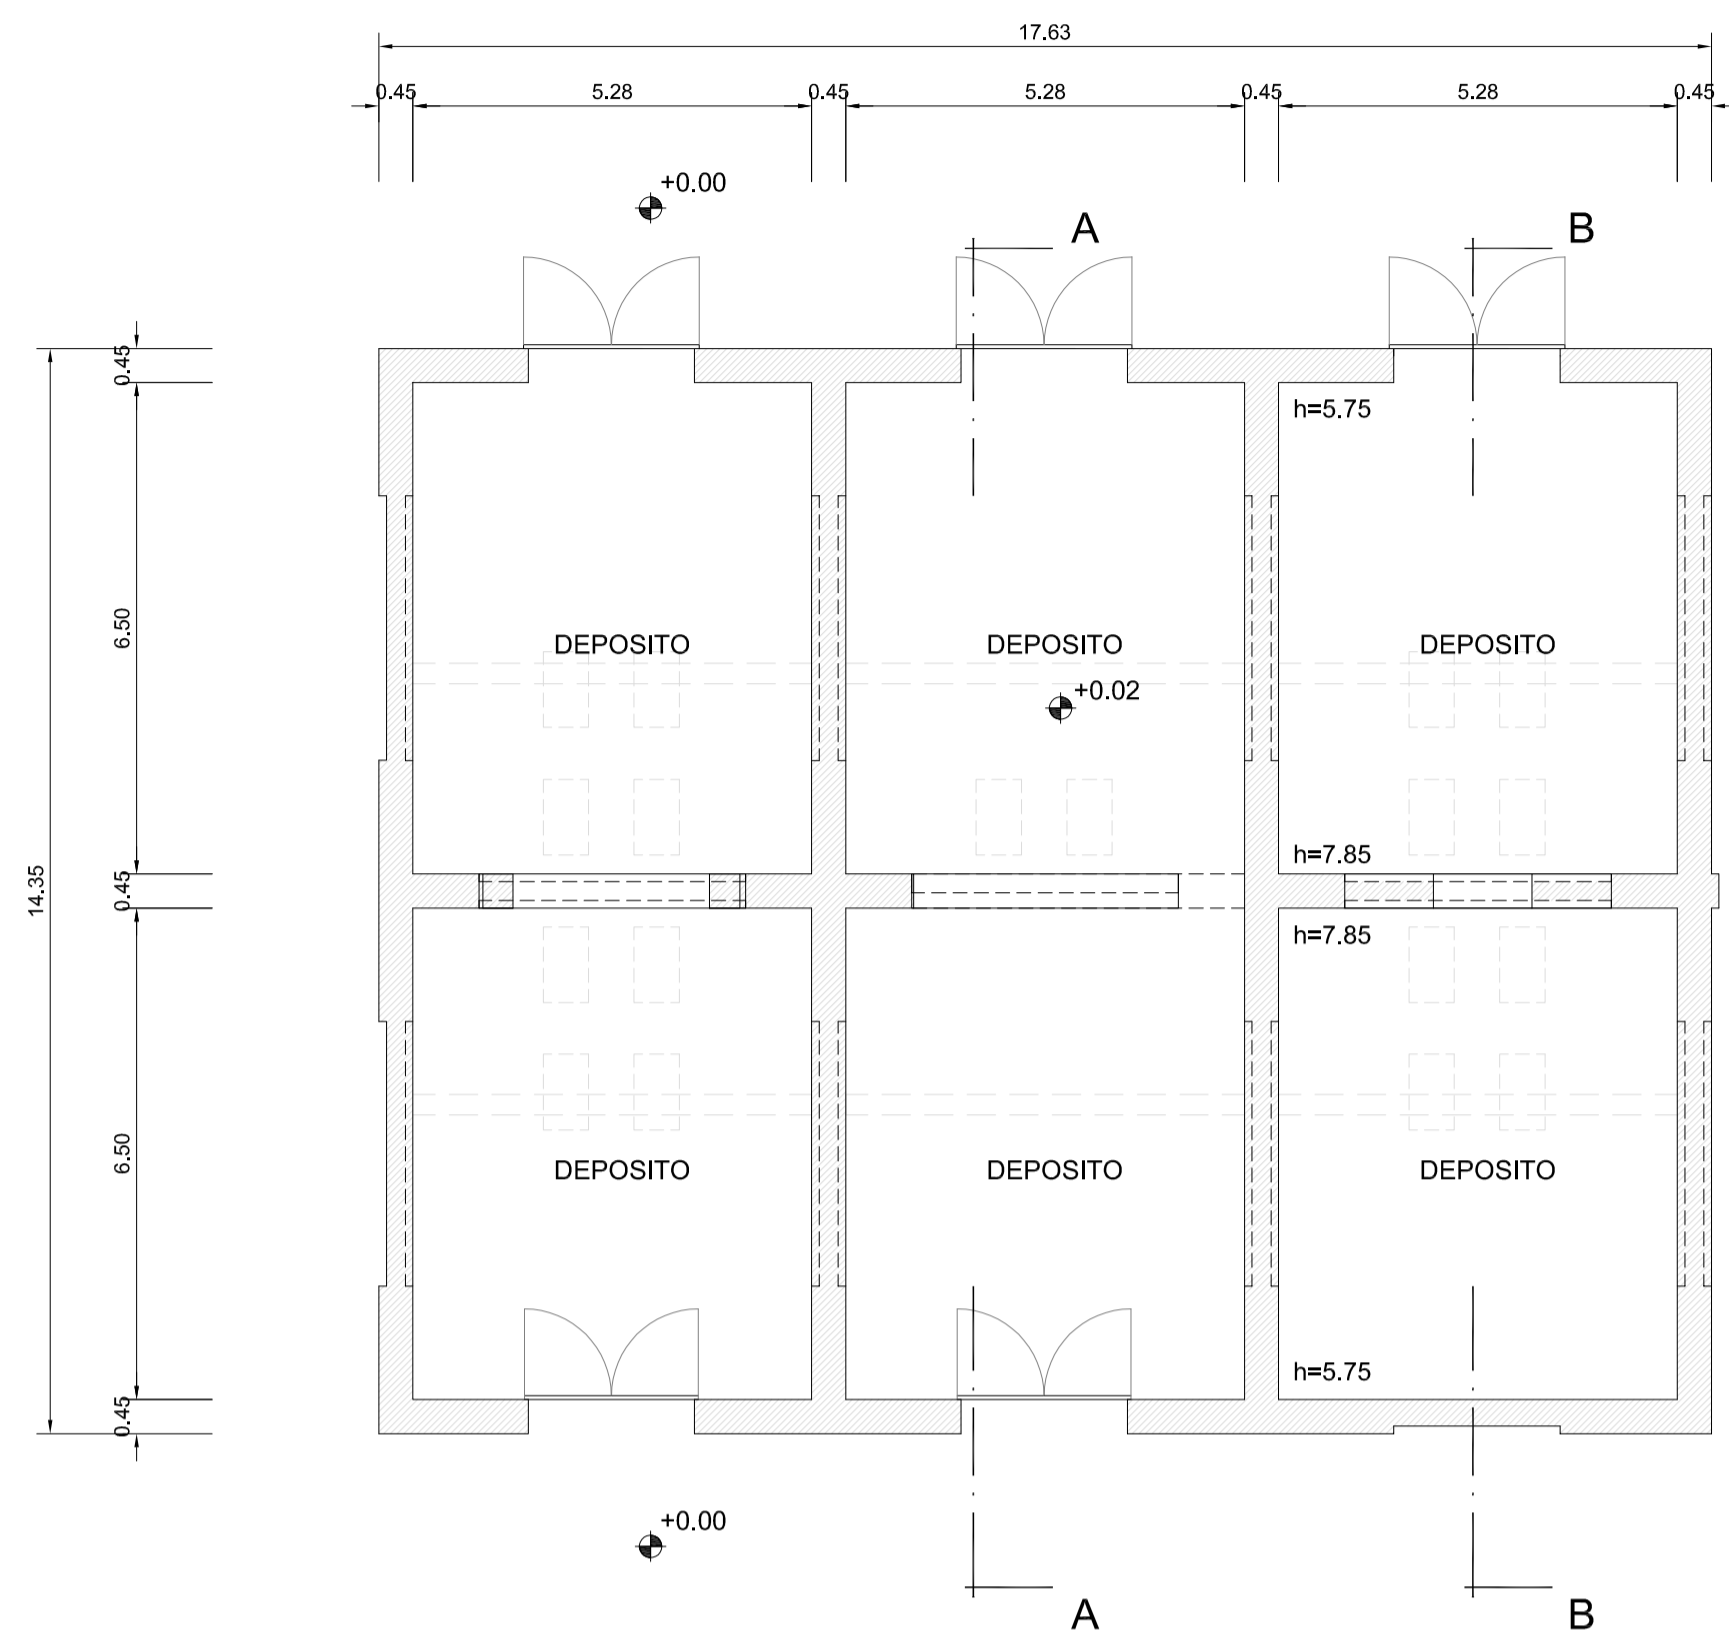 17.63
0.45 5.28 0.45 5.28 0.45 5.28 0.45
+0.00
A B
0.45
h=5.75
6.50
DEPOSITO DEPOSITO DEPOSITO
+0.02
h=7.85
14.35
0.45
h=7.85
6.50
DEPOSITO DEPOSITO DEPOSITO
h=5.75
0.45
+0.00
A B